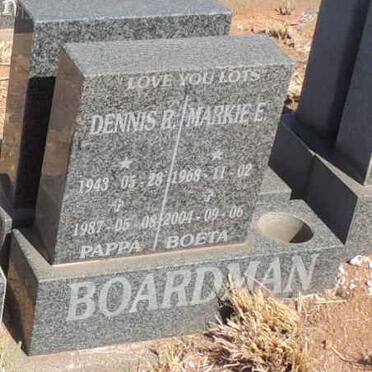 LOVE YOU LOTS
DENNIS R. MARKIE E.
1943-05-28 1968-11-02
1987-05-08 2004-09-06
PAPPA BOETA
BOARDMAN